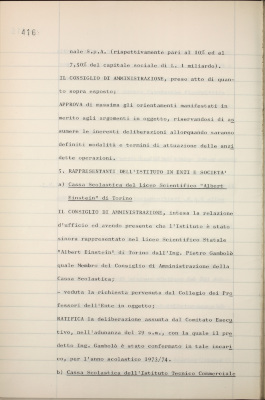 416
nale S.p.A. (rispettivamente pari al 80% ed al
7,50% del capitale sociale di L. 1 miliardo).
IL CONSIGLIO DI AMMINISTRAZIONE, preso atto di quan
to sopra esposto;
APPROVA di massima gli orientamenti manifestati in
merito agli argomenti in oggetto, riservandosi di as
sumere le inerenti deliberazioni allorquando saranno
definiti modalità e termini di attuazione delle anzi
dette operazioni.
5. RAPPRESENTANTI DELL'ISTITUTO IN ENTI E SOCIETA'
a) Cassa Scolastica del Liceo Scientifico "Albert
Einstein" di Torino
IL CONSIGLIO DI AMMINISTRAZIONE, intesa la relazione
d'ufficio ed avendo presente che l'Istituto è stato
sinora rappresentato nel Liceo Scientifico Statale
"Albert Einstein" di Torino dall'Ing. Pietro Gambolò
quale Membro del Consiglio di Amministrazione della
Cassa Scolastica;
- veduta la richiesta pervenuta dal Collegio dei Pro
fessori dell'Ente in oggetto;
RATIFICA la deliberazione assunta dal Comitato Esecu
tivo, nell'adunanza del 29 u.m., con la quale il pre
detto Ing. Gambolò è stato confermato in tale incari
co, per l'anno scolastico 1973/74.
b) Cassa Scolastica dell'Istituto Tecnico Commerciale